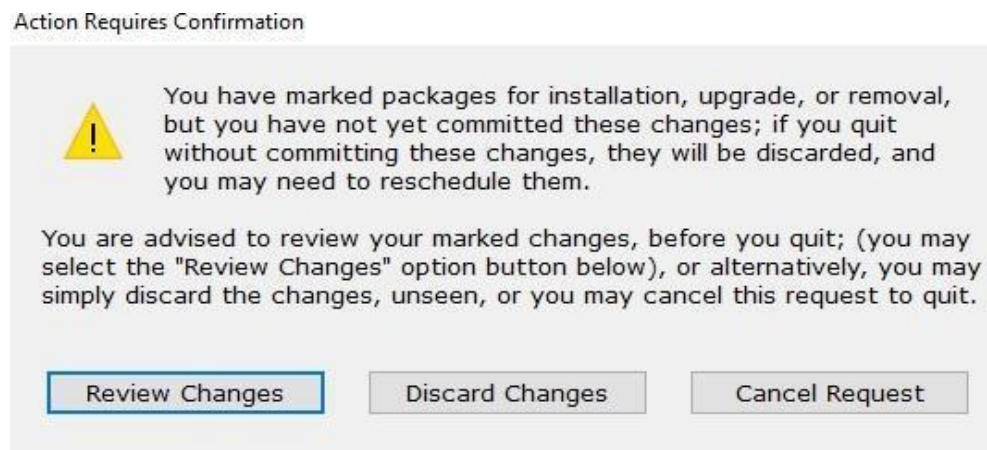 Action Requires Confirmation
You have marked packages for installation, upgrade, or removal,
but you have not yet committed these changes; if you quit
without committing these changes, they will be discarded, and
you may need to reschedule them.
You are advised to review your marked changes, before you quit; (you may
select the "Review Changes" option button below), or alternatively, you may
simply discard the changes, unseen, or you may cancel this request to quit.
Review Changes Discard Changes Cancel Request